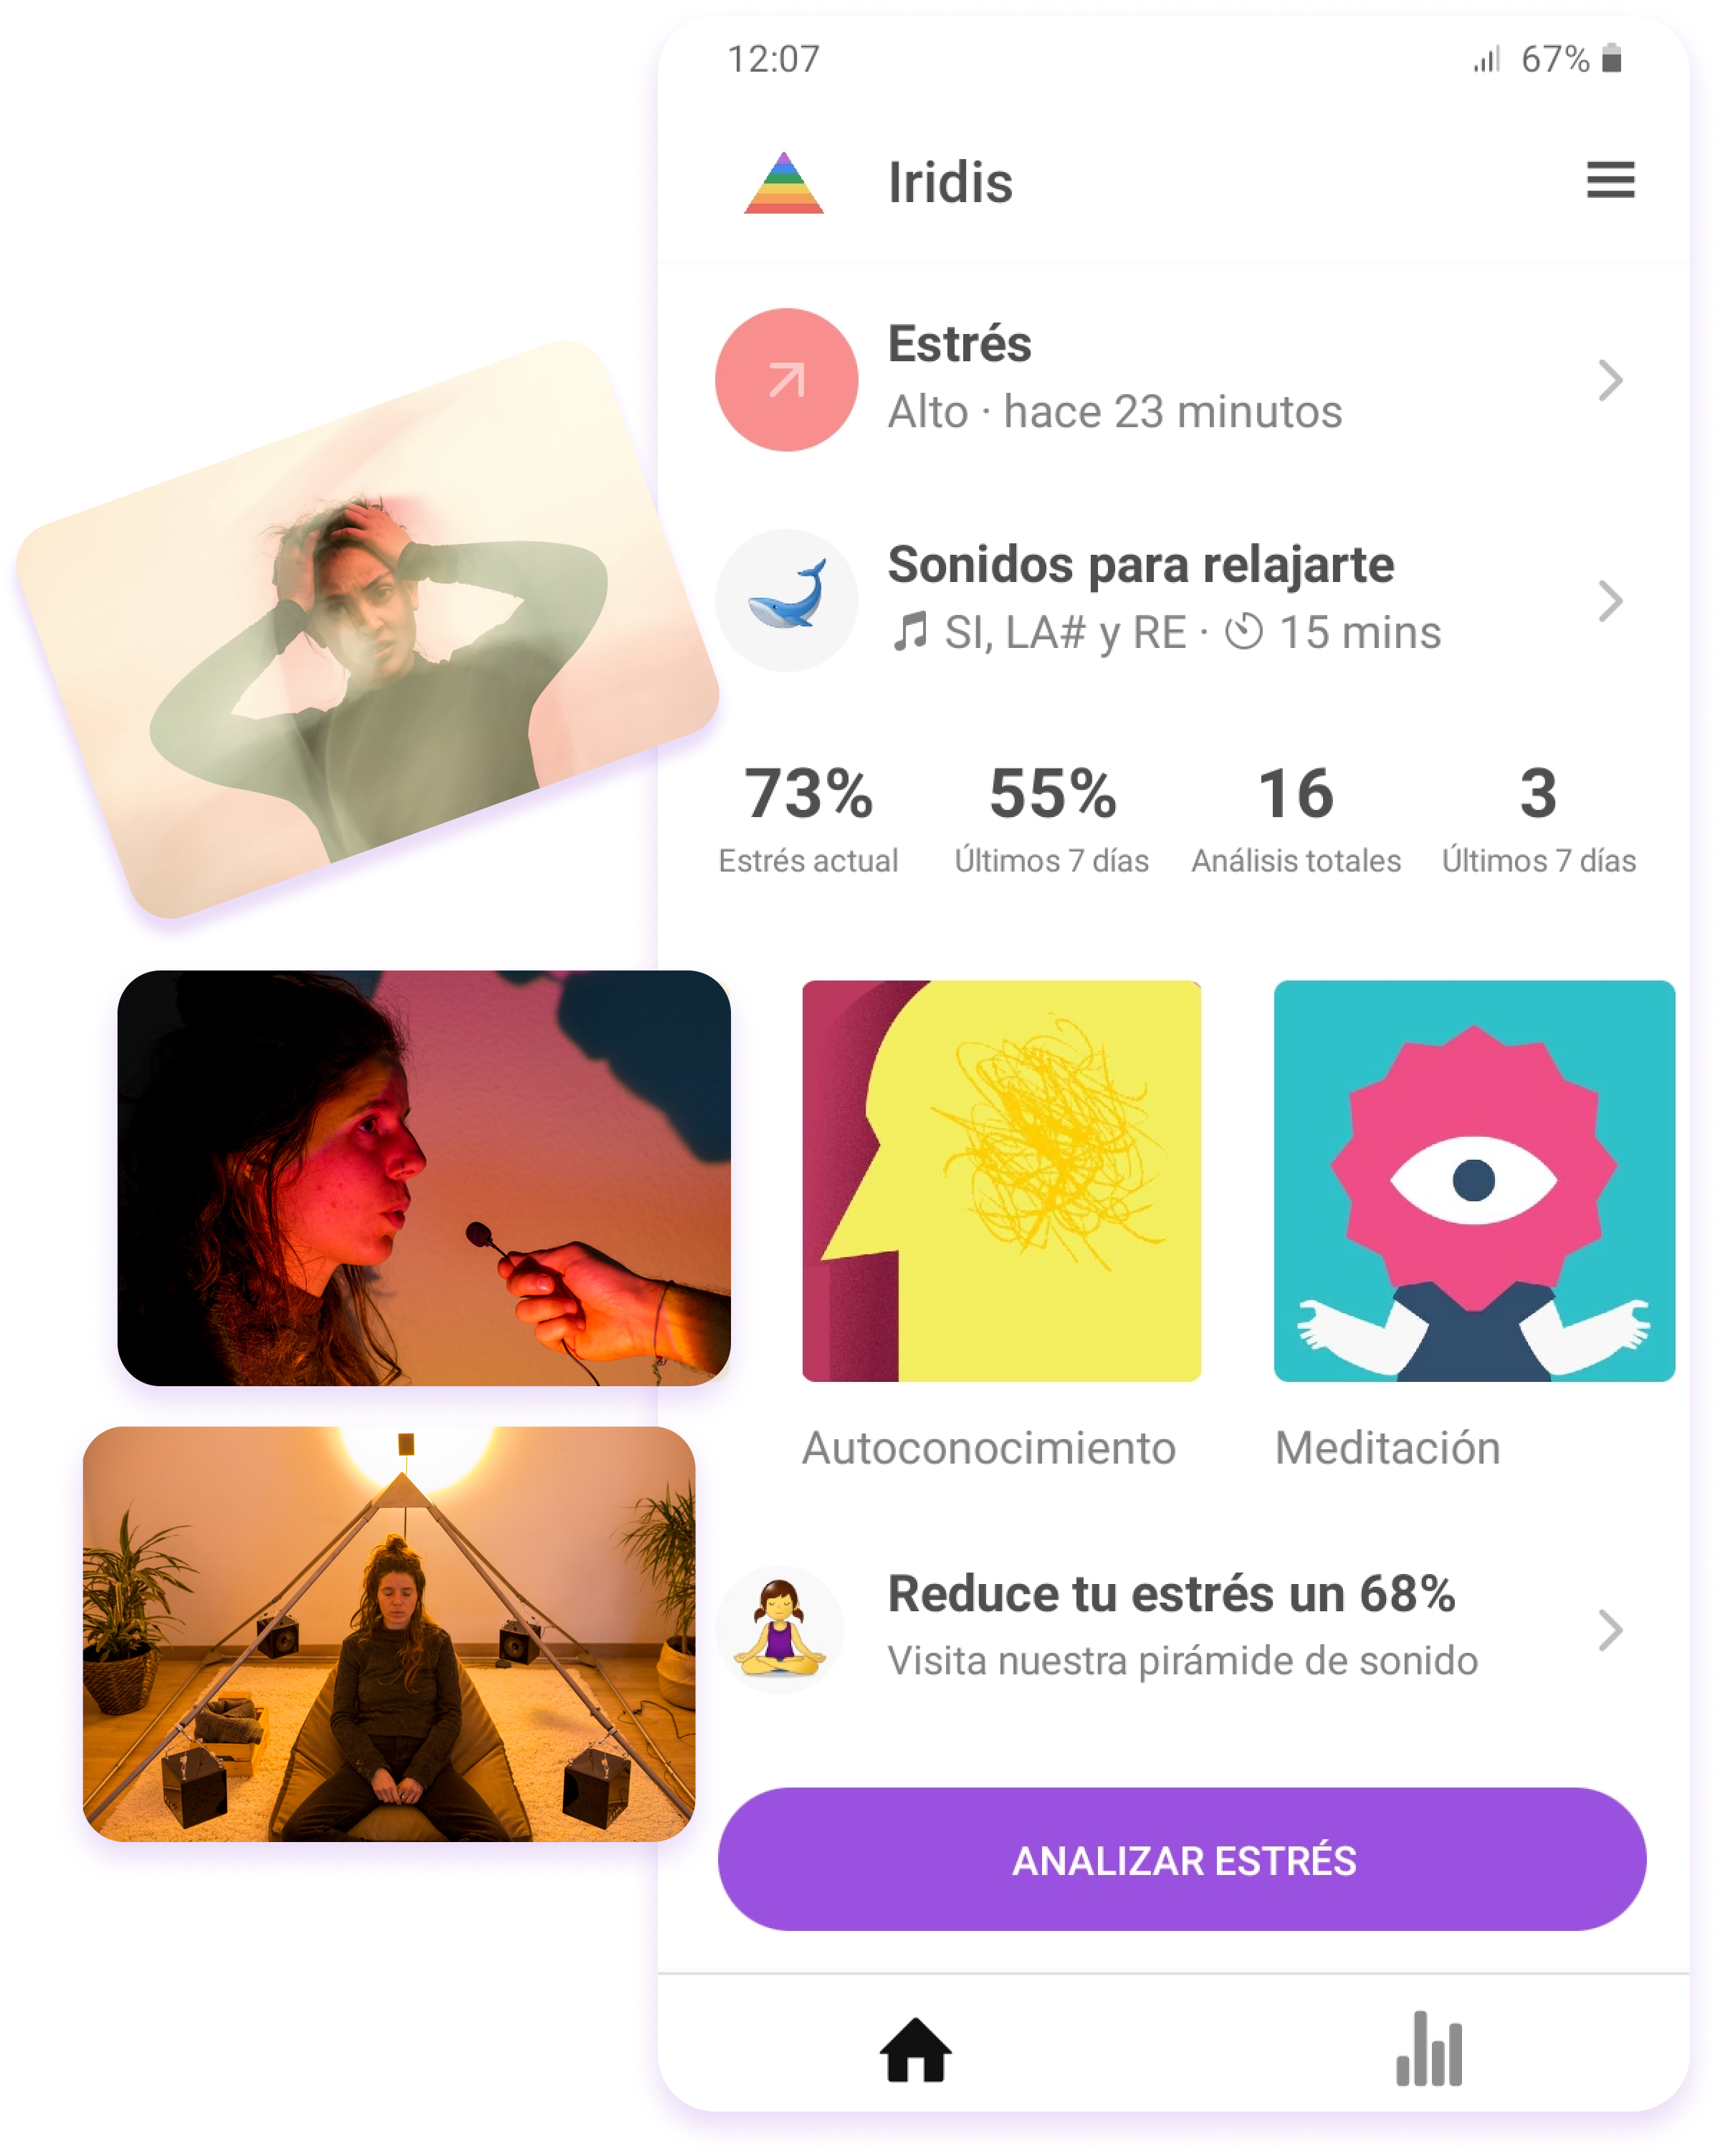 12:07
67%
Iridis
Estrés
Alto · hace 23 minutos
Sonidos para relajarte
SI, LA# y RE · 15 mins
73% 55% 16 3
Estrés actual Últimos 7 días Análisis totales Últimos 7 días
Autoconocimiento Meditación
Reduce tu estrés un 68%
Visita nuestra pirámide de sonido
ANALIZAR ESTRÉS